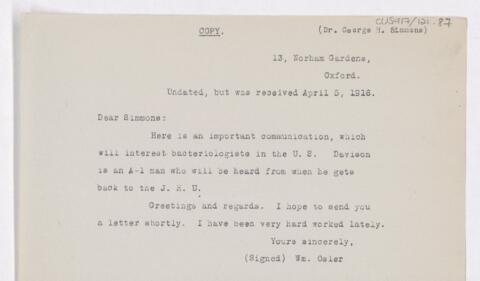 CUS417/121.87
COPY. (Dr. George H. Simmons)
13, Norham Gardens,
Oxford.
Undated, but was received April 5, 1916.
Dear Simmons:
Here is an important communication, which
will interest bacteriologists in the U. S. Davison
is an A-1 man who will be heard from when he gets
back to the J. H. U.
Greetings and regards. I hope to send you
a letter shortly. I have been very hard worked lately.
Yours sincerely,
(Signed) Wm. Osler